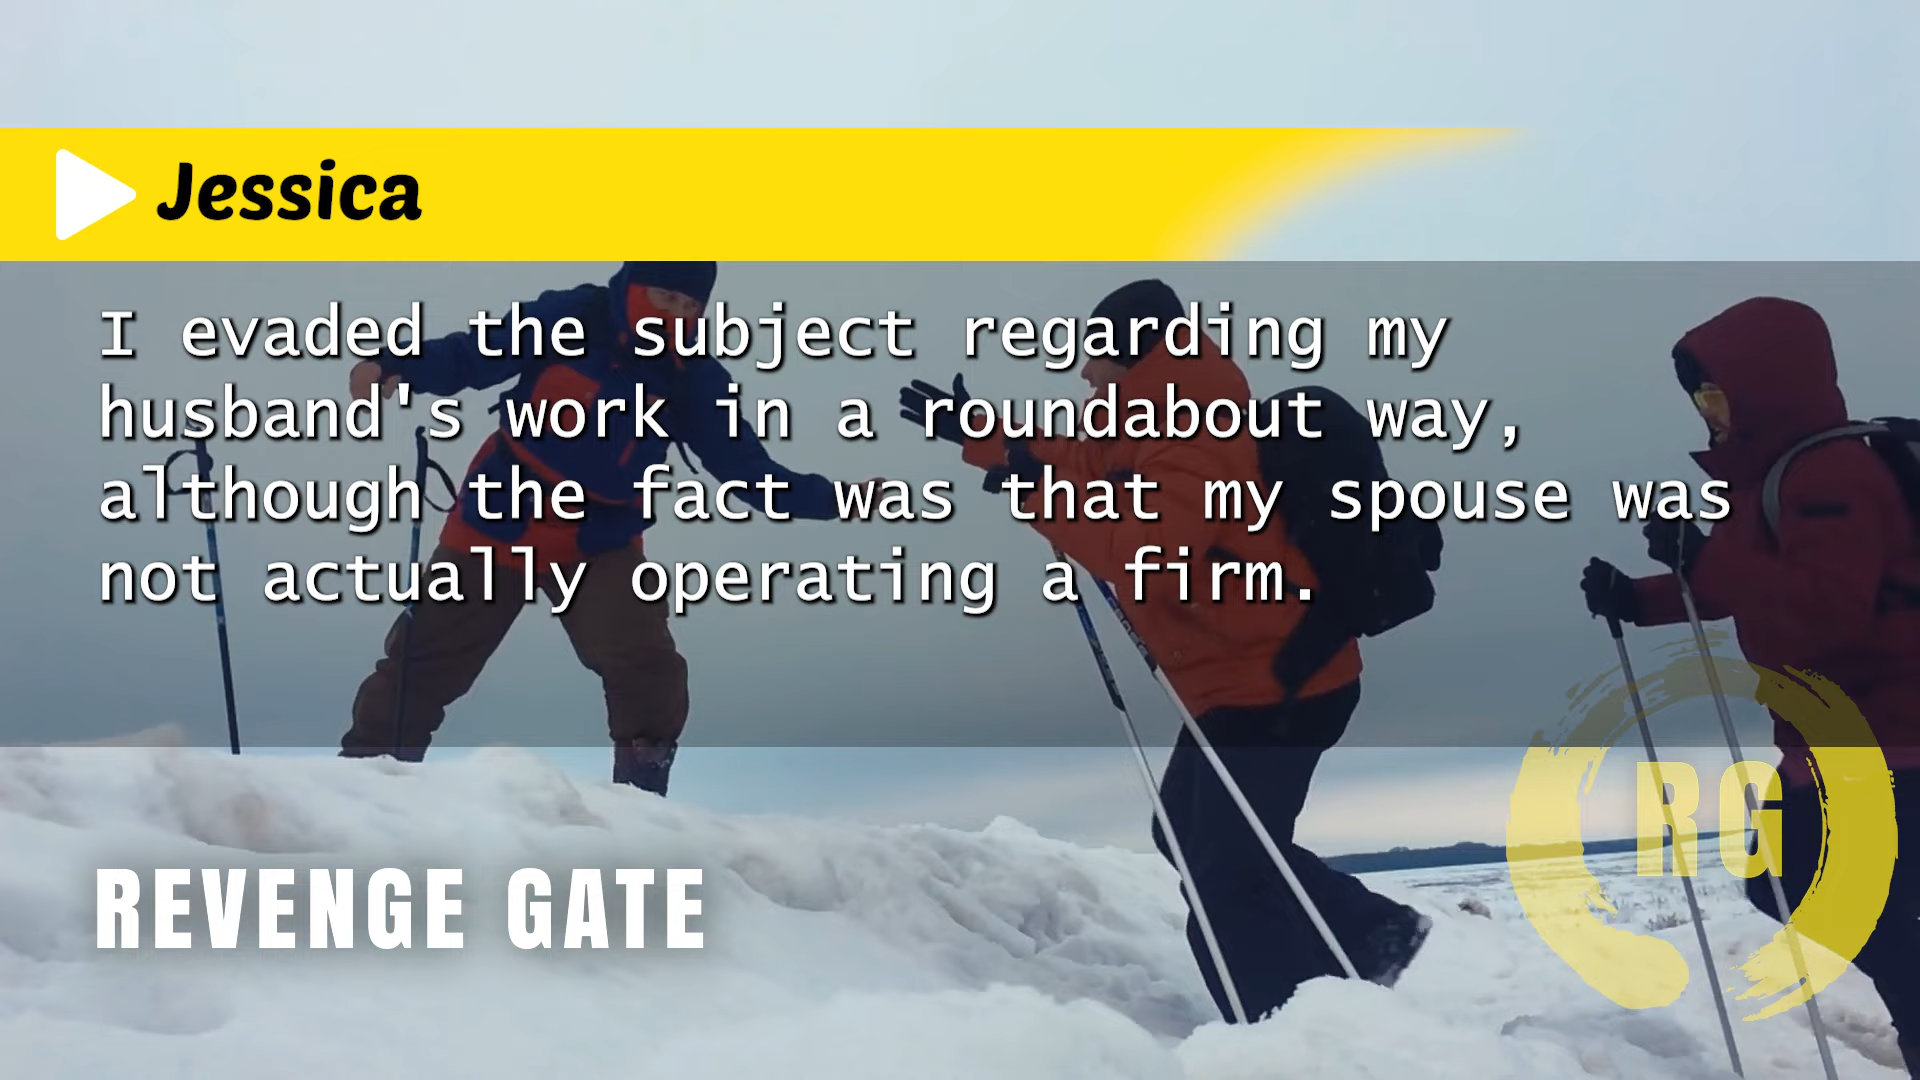 Jessica
I evaded the subject regarding my
husband's work in a roundabout way,
although the fact was that my spouse was
not actually operating a firm.
RG
REVENGE GATE